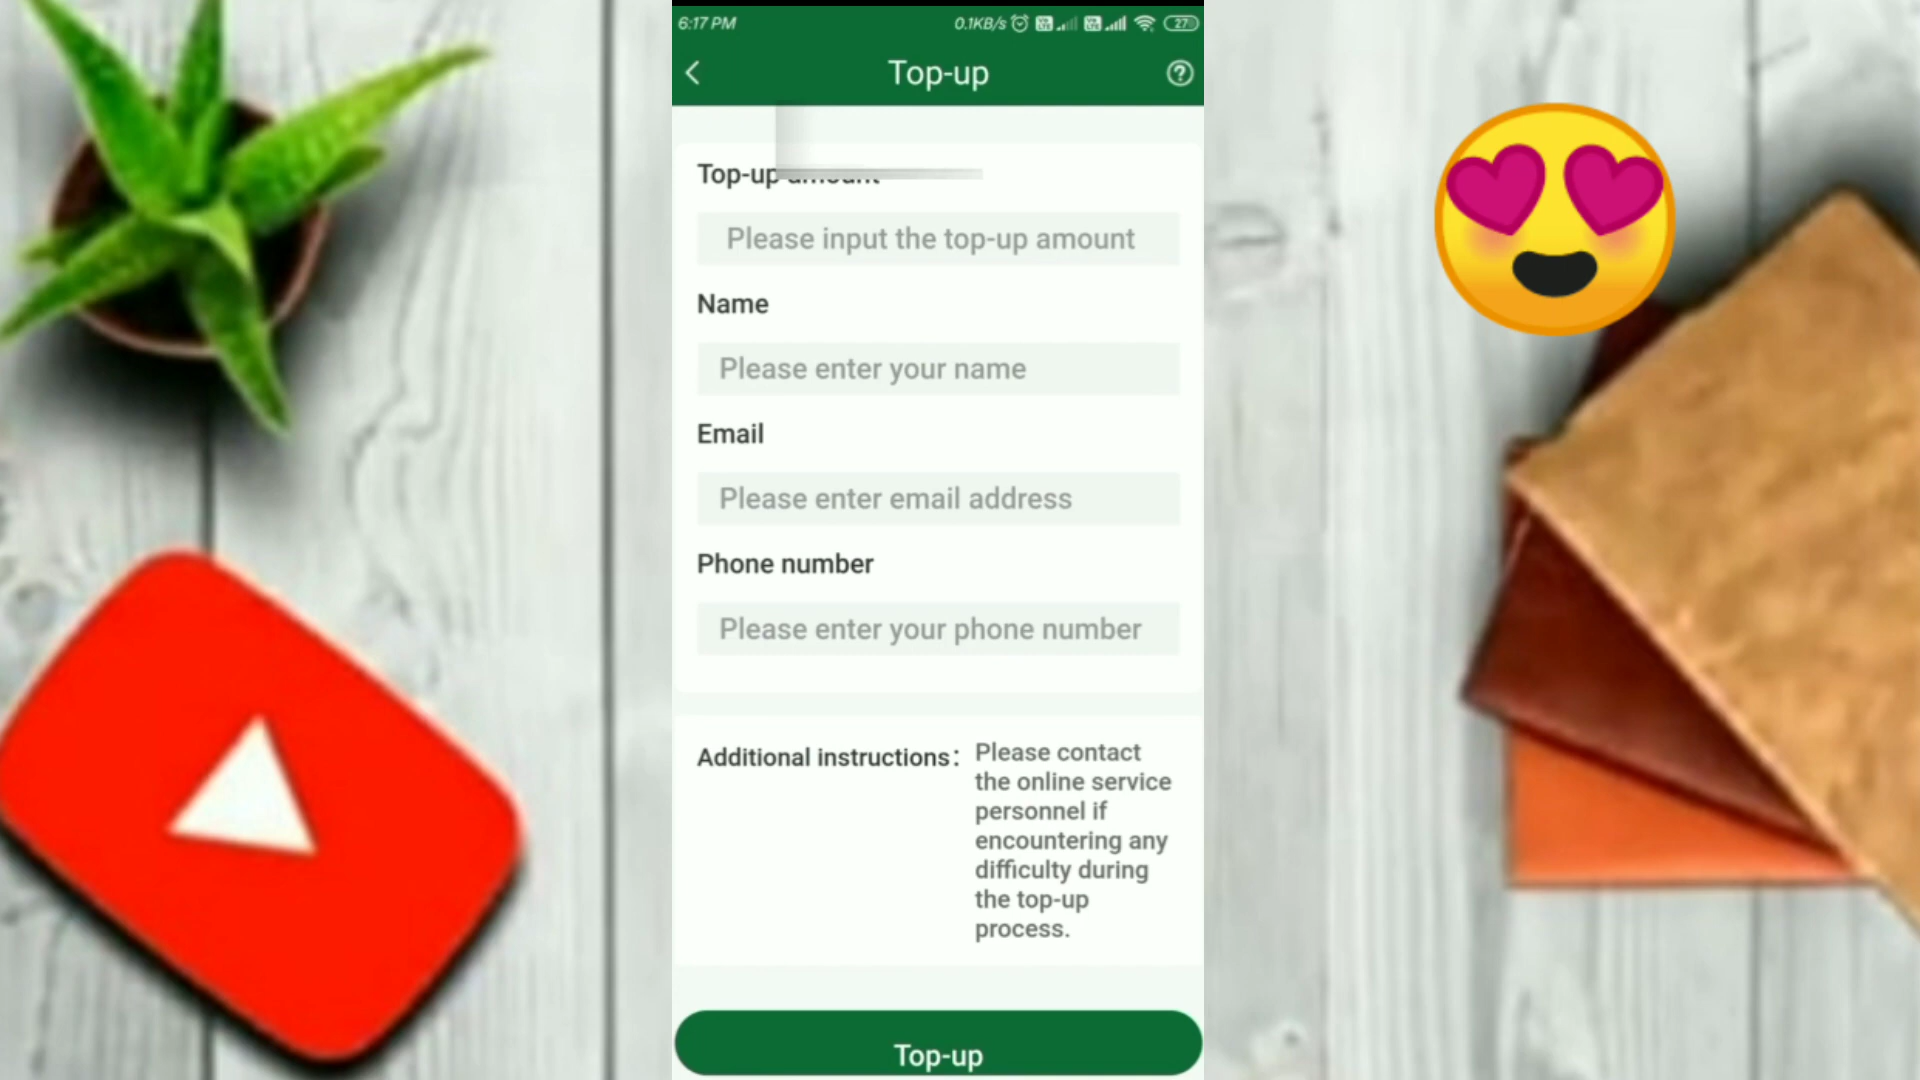 6:17 PM
0.1KB/s
27
Top-up
Top-up amount
Please input the top-up amount
Name
Please enter your name
Email
Please enter email address
Phone number
Please enter your phone number
Additional instructions:
Please contact
the online service
personnel if
encountering any
difficulty during
the top-up
process.
Top-up